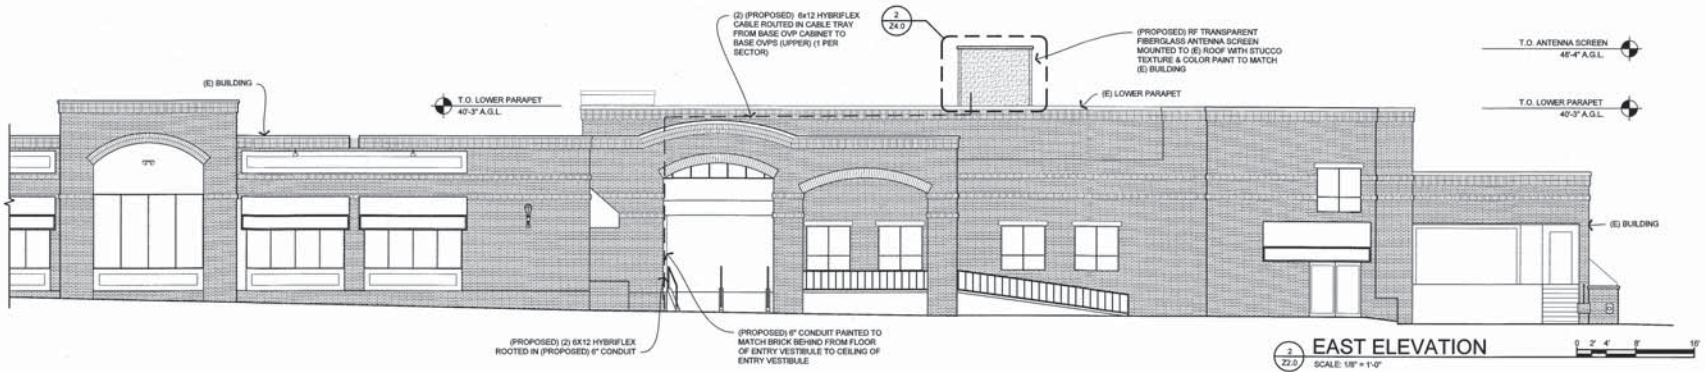 (2) (PROPOSED) 6x12 HYBRIFLEX
CABLE ROUTED IN CABLE TRAY
FROM BASE OVP CABINET TO
BASE OVPS (UPPER) (1 PER
SECTOR)
2
Z4.0
(PROPOSED) RF TRANSPARENT
FIBERGLASS ANTENNA SCREEN
MOUNTED TO (E) ROOF WITH STUCCO
TEXTURE & COLOR PAINT TO MATCH
(E) BUILDING
T.O. ANTENNA SCREEN
48'-4" A.G.L.
(E) BUILDING
T.O. LOWER PARAPET
40'-3" A.G.L.
(E) LOWER PARAPET
T.O. LOWER PARAPET
40'-3" A.G.L.
(E) BUILDING
(PROPOSED) (2) 6X12 HYBRIFLEX
ROOTED IN (PROPOSED) 6" CONDUIT
(PROPOSED) 6" CONDUIT PAINTED TO
MATCH BRICK BEHIND FROM FLOOR
OF ENTRY VESTIBULE TO CEILING OF
ENTRY VESTIBULE
2
Z2.0
EAST ELEVATION
SCALE: 1/8" = 1'-0"
0 2' 4' 8' 16'